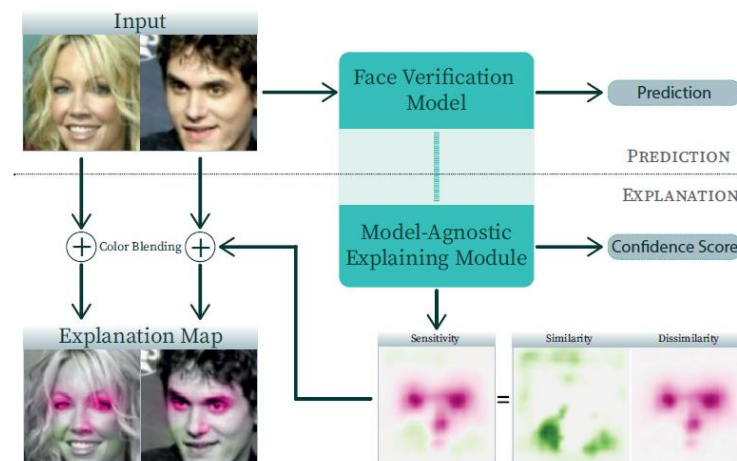 Input
Face Verification
Model
Prediction
PREDICTION
EXPLANATION
Color Blending
Model-Agnostic
Explaining Module
Confidence Score
Explanation Map
Sensitivity
Similarity
Dissimilarity
+
+
=